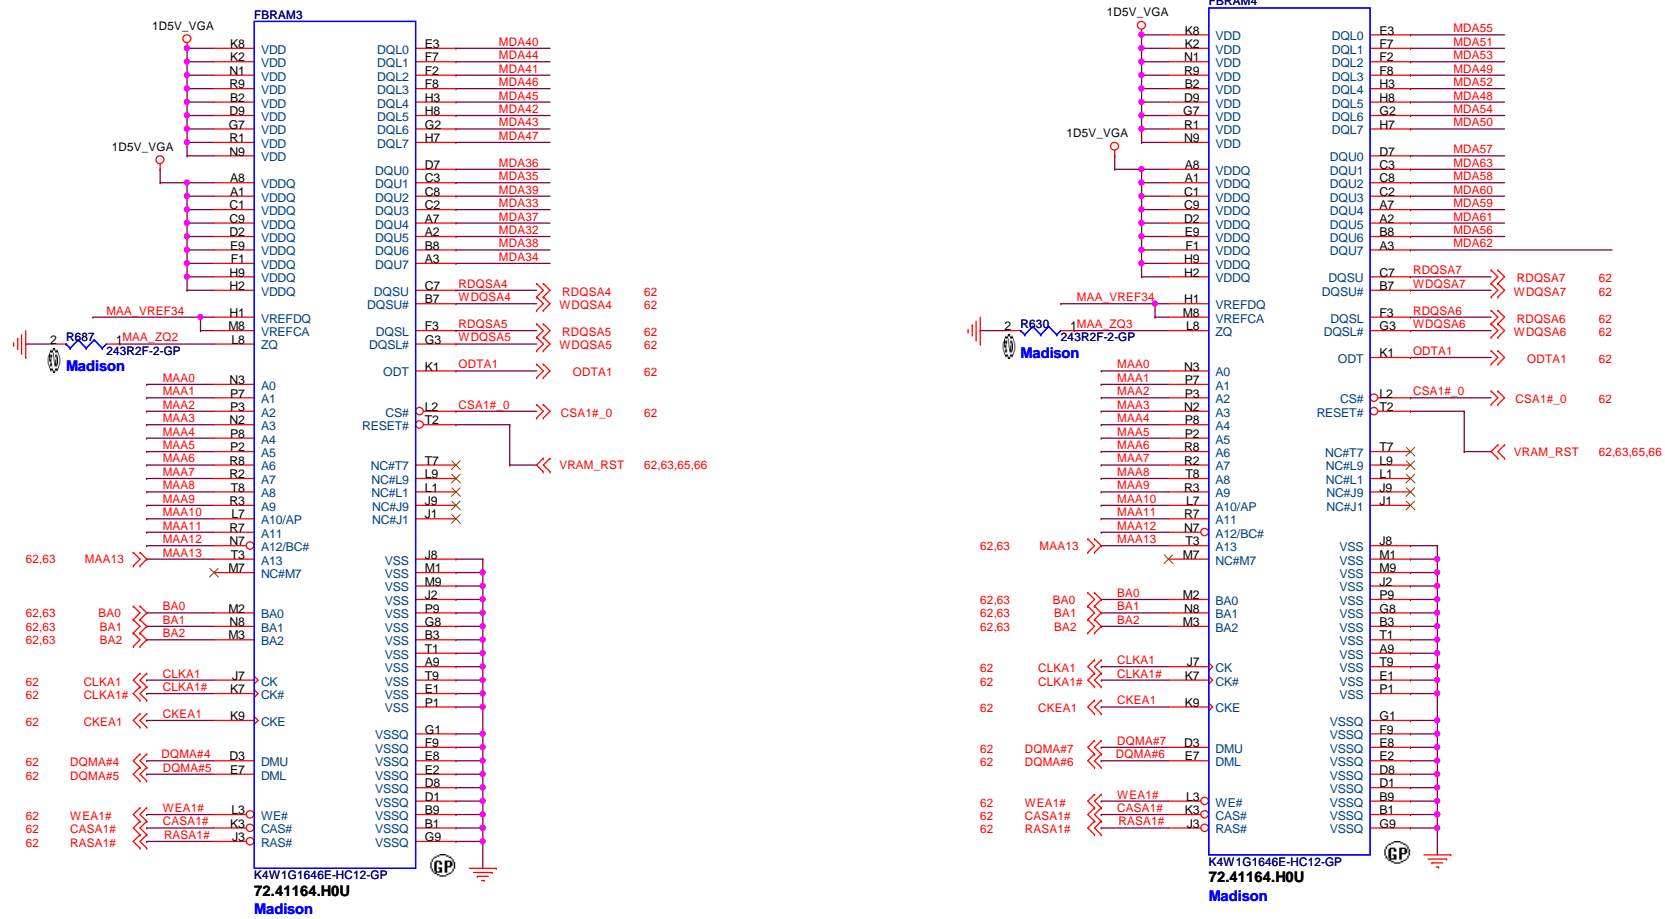 FBRAM3
1D5V_VGA
K8 VDD DQL0 E3 MDA40
K2 VDD DQL1 F7 MDA44
N1 VDD DQL2 F2 MDA41
R9 VDD DQL3 F8 MDA46
B2 VDD DQL4 H3 MDA45
D9 VDD DQL5 H8 MDA42
G7 VDD DQL6 G2 MDA43
R1 VDD DQL7 H7 MDA47
N9 VDD
1D5V_VGA
DQU0 D7 MDA36
A8 VDDQ DQU1 C3 MDA35
A1 VDDQ DQU2 C8 MDA39
C1 VDDQ DQU3 C2 MDA33
C9 VDDQ DQU4 A7 MDA37
D2 VDDQ DQU5 A2 MDA32
E9 VDDQ DQU6 B8 MDA38
F1 VDDQ DQU7 A3 MDA34
H9 VDDQ
H2 VDDQ
DQSU C7 RDQSA4 RDQSA4 62
DQSU# B7 WDQSA4 WDQSA4 62
MAA_VREF34 H1 VREFDQ
M8 VREFCA DQSL F3 RDQSA5 RDQSA5 62
2 R687 1 MAA_ZQ2 L8 ZQ DQSL# G3 WDQSA5 WDQSA5 62
243R2F-2-GP
Madison
ODT K1 ODTA1 ODTA1 62
MAA0 N3 A0
MAA1 P7 A1
MAA2 P3 A2 CS# L2 CSA1#_0 CSA1#_0 62
MAA3 N2 A3 RESET# T2
MAA4 P8 A4
MAA5 P2 A5
MAA6 R8 A6 NC#T7 T7 VRAM_RST 62,63,65,66
MAA7 R2 A7 NC#L9 L9
MAA8 T8 A8 NC#L1 L1
MAA9 R3 A9 NC#J9 J9
MAA10 L7 A10/AP NC#J1 J1
MAA11 R7 A11
MAA12 N7 A12/BC#
62,63 MAA13 MAA13 T3 A13 VSS J8
M7 NC#M7 VSS M1
VSS M9
VSS J2
62,63 BA0 BA0 M2 BA0 VSS P9
62,63 BA1 BA1 N8 BA1 VSS G8
62,63 BA2 BA2 M3 BA2 VSS B3
VSS T1
VSS A9
62 CLKA1 CLKA1 J7 CK VSS T9
62 CLKA1# CLKA1# K7 CK# VSS E1
VSS P1
62 CKEA1 CKEA1 K9 CKE
VSSQ G1
VSSQ F9
62 DQMA#4 DQMA#4 D3 DMU VSSQ E8
62 DQMA#5 DQMA#5 E7 DML VSSQ E2
VSSQ D8
VSSQ D1
62 WEA1# WEA1# L3 WE# VSSQ B9
62 CASA1# CASA1# K3 CAS# VSSQ B1
62 RASA1# RASA1# J3 RAS# VSSQ G9
GP
K4W1G1646E-HC12-GP
72.41164.H0U
Madison
FBRAM4
1D5V_VGA
K8 VDD DQL0 E3 MDA55
K2 VDD DQL1 F7 MDA51
N1 VDD DQL2 F2 MDA53
R9 VDD DQL3 F8 MDA49
B2 VDD DQL4 H3 MDA52
D9 VDD DQL5 H8 MDA48
G7 VDD DQL6 G2 MDA54
R1 VDD DQL7 H7 MDA50
N9 VDD
1D5V_VGA
DQU0 D7 MDA57
A8 VDDQ DQU1 C3 MDA63
A1 VDDQ DQU2 C8 MDA58
C1 VDDQ DQU3 C2 MDA60
C9 VDDQ DQU4 A7 MDA59
D2 VDDQ DQU5 A2 MDA61
E9 VDDQ DQU6 B8 MDA56
F1 VDDQ DQU7 A3 MDA62
H9 VDDQ
H2 VDDQ
DQSU C7 RDQSA7 RDQSA7 62
DQSU# B7 WDQSA7 WDQSA7 62
MAA_VREF34 H1 VREFDQ
M8 VREFCA DQSL F3 RDQSA6 RDQSA6 62
2 R630 1 MAA_ZQ3 L8 ZQ DQSL# G3 WDQSA6 WDQSA6 62
243R2F-2-GP
Madison
ODT K1 ODTA1 ODTA1 62
MAA0 N3 A0
MAA1 P7 A1
MAA2 P3 A2 CS# L2 CSA1#_0 CSA1#_0 62
MAA3 N2 A3 RESET# T2
MAA4 P8 A4
MAA5 P2 A5
MAA6 R8 A6 NC#T7 T7 VRAM_RST 62,63,65,66
MAA7 R2 A7 NC#L9 L9
MAA8 T8 A8 NC#L1 L1
MAA9 R3 A9 NC#J9 J9
MAA10 L7 A10/AP NC#J1 J1
MAA11 R7 A11
MAA12 N7 A12/BC#
62,63 MAA13 MAA13 T3 A13 VSS J8
M7 NC#M7 VSS M1
VSS M9
VSS J2
62,63 BA0 BA0 M2 BA0 VSS P9
62,63 BA1 BA1 N8 BA1 VSS G8
62,63 BA2 BA2 M3 BA2 VSS B3
VSS T1
VSS A9
62 CLKA1 CLKA1 J7 CK VSS T9
62 CLKA1# CLKA1# K7 CK# VSS E1
VSS P1
62 CKEA1 CKEA1 K9 CKE
VSSQ G1
VSSQ F9
62 DQMA#7 DQMA#7 D3 DMU VSSQ E8
62 DQMA#6 DQMA#6 E7 DML VSSQ E2
VSSQ D8
VSSQ D1
62 WEA1# WEA1# L3 WE# VSSQ B9
62 CASA1# CASA1# K3 CAS# VSSQ B1
62 RASA1# RASA1# J3 RAS# VSSQ G9
GP
K4W1G1646E-HC12-GP
72.41164.H0U
Madison